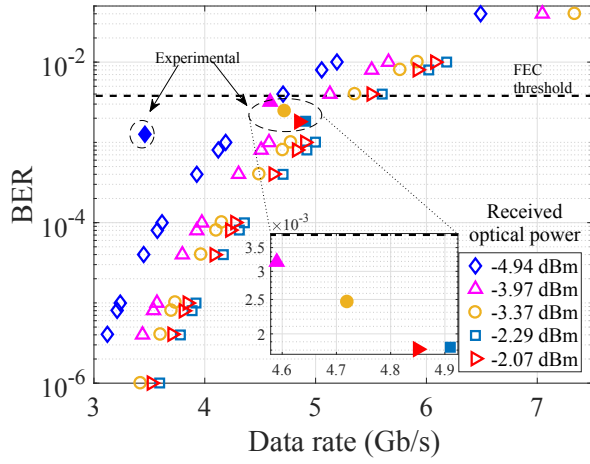 Experimental
FEC
threshold
10^-2
10^-4
10^-6
BER
×10^-3
3.5
3
2.5
2
4.6 4.7 4.8 4.9
Received
optical power
-4.94 dBm
-3.97 dBm
-3.37 dBm
-2.29 dBm
-2.07 dBm
3 4 5 6 7
Data rate (Gb/s)